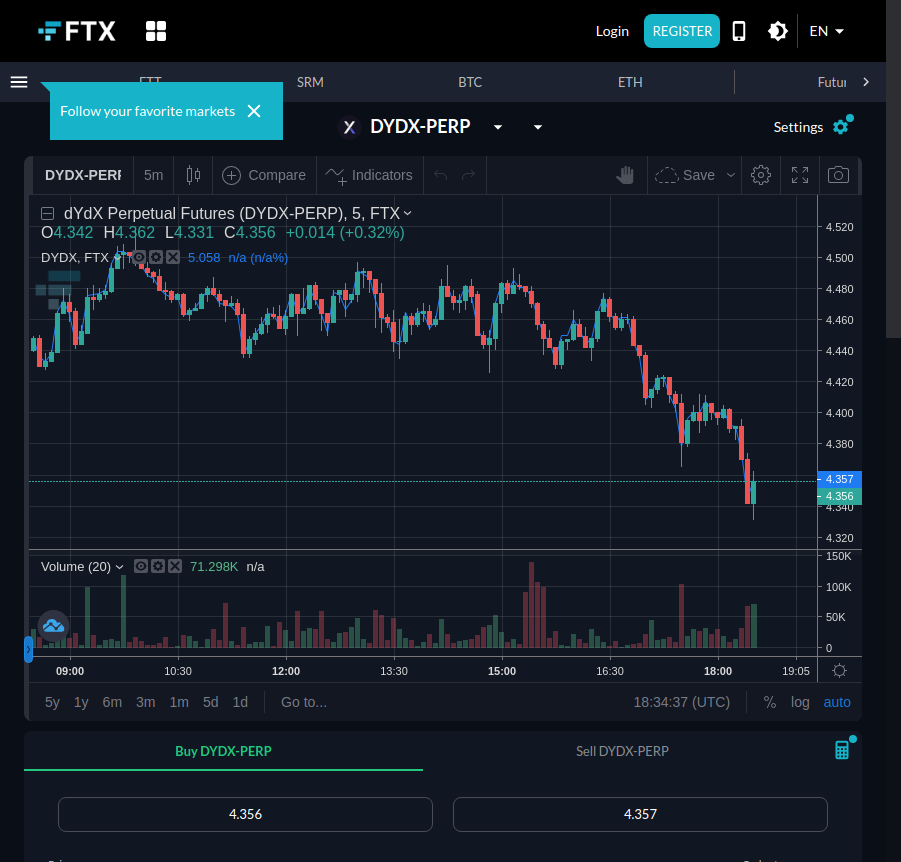 FTX
Login REGISTER EN
FTT SRM BTC ETH Futur
Follow your favorite markets
DYDX-PERP
Settings
DYDX-PERP 5m Compare Indicators Save
dYdX Perpetual Futures (DYDX-PERP), 5, FTX
O4.342 H4.362 L4.331 C4.356 +0.014 (+0.32%)
DYDX, FTX 5.058 n/a (n/a%)
4.520
4.500
4.480
4.460
4.440
4.420
4.400
4.380
4.357
4.356
4.340
4.320
Volume (20) 71.298K n/a
150K
100K
50K
0
09:00 10:30 12:00 13:30 15:00 16:30 18:00 19:05
5y 1y 6m 3m 1m 5d 1d Go to... 18:34:37 (UTC) % log auto
Buy DYDX-PERP Sell DYDX-PERP
4.356 4.357